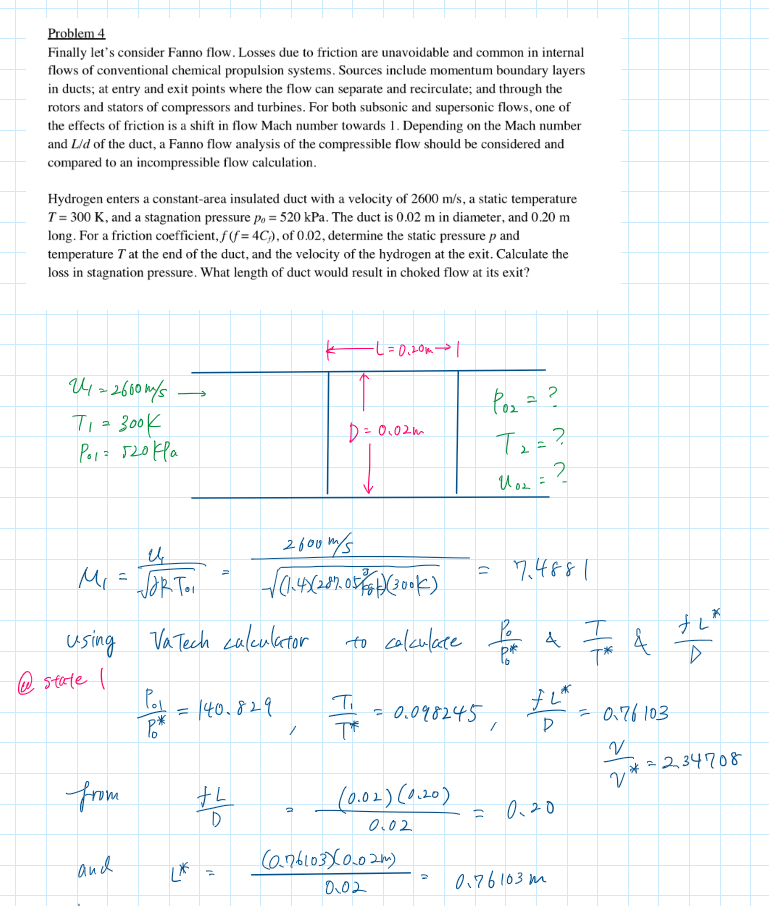 Problem 4
Finally let's consider Fanno flow. Losses due to friction are unavoidable and common in internal
flows of conventional chemical propulsion systems. Sources include momentum boundary layers
in ducts; at entry and exit points where the flow can separate and recirculate; and through the
rotors and stators of compressors and turbines. For both subsonic and supersonic flows, one of
the effects of friction is a shift in flow Mach number towards 1. Depending on the Mach number
and L/d of the duct, a Fanno flow analysis of the compressible flow should be considered and
compared to an incompressible flow calculation.
Hydrogen enters a constant-area insulated duct with a velocity of 2600 m/s, a static temperature
T = 300 K, and a stagnation pressure p₀ = 520 kPa. The duct is 0.02 m in diameter, and 0.20 m
long. For a friction coefficient, f (f = 4C_f), of 0.02, determine the static pressure p and
temperature T at the end of the duct, and the velocity of the hydrogen at the exit. Calculate the
loss in stagnation pressure. What length of duct would result in choked flow at its exit?
L = 0.20m
u₁ = 2600 m/s
T₁ = 300K
P₀₁ = 520 kPa
D = 0.02m
P₀₂ = ?
T₂ = ?
u₀₂ = ?
M₁ = u₁/√(γRT₀₁) = 2600 m/s / √((1.4)(287.05)(300K)) = 7.4881
using VaTech calculator to calculate P₀/P₀* & T/T* & fL*/D
@ state 1
P₀₁/P₀* = 140.829, T₁/T* = 0.098245, fL*/D = 0.76103
V/V* = 2.34708
from fL/D = (0.02)(0.20)/0.02 = 0.20
and L* = (0.76103)(0.02m)/0.02 = 0.76103 m